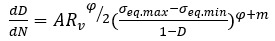 dD/dN = AR_v^{φ/2}(σ_{eq.max}−σ_{eq.min}/1−D)^{φ+m}